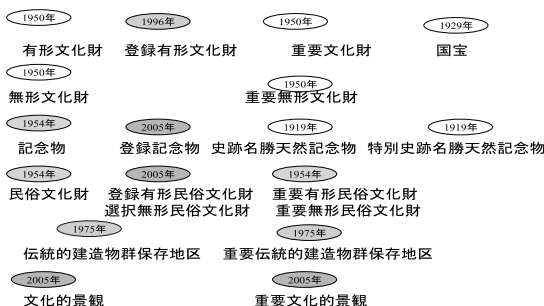 1950年 1996年 1950年 1929年
有形文化財 登録有形文化財 重要文化財 国宝
1950年 1950年
無形文化財 重要無形文化財
1954年 2005年 1919年 1919年
記念物 登録記念物 史跡名勝天然記念物 特別史跡名勝天然記念物
1954年 2005年 1954年
民俗文化財 登録有形民俗文化財 重要有形民俗文化財
選択無形民俗文化財 重要無形民俗文化財
1975年 1975年
伝統的建造物群保存地区 重要伝統的建造物群保存地区
2005年 2005年
文化的景観 重要文化的景観